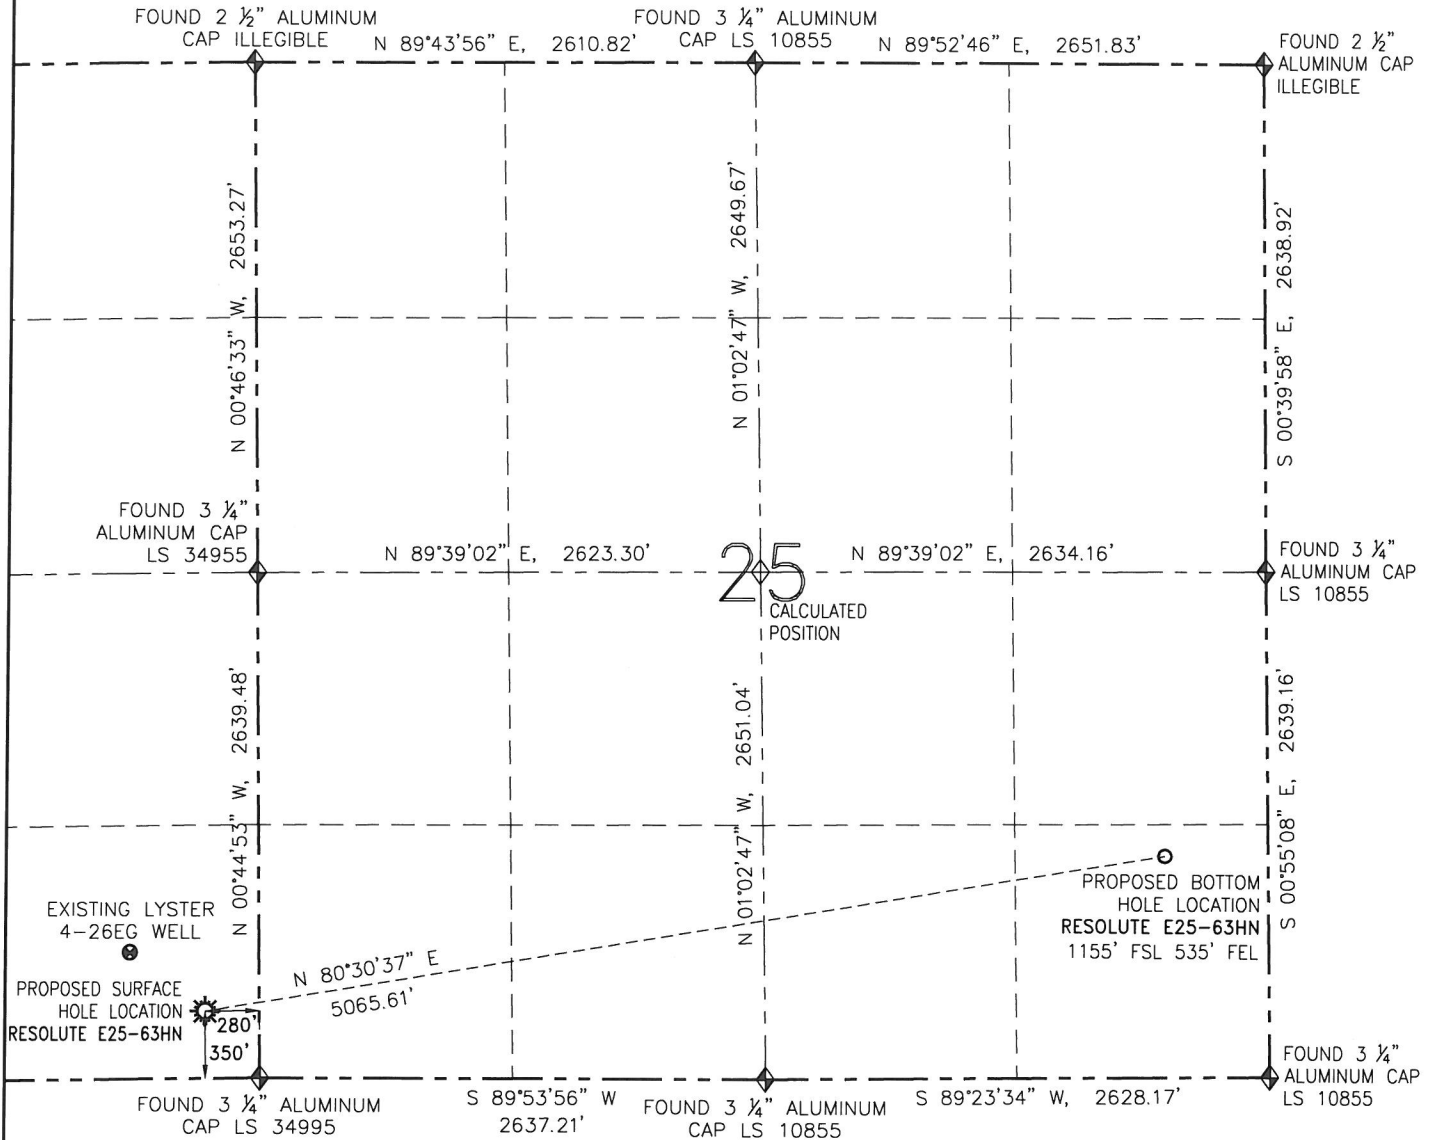 FOUND 2 ½" ALUMINUM
CAP ILLEGIBLE
N 89°43'56" E, 2610.82'
FOUND 3 ¼" ALUMINUM
CAP LS 10855
N 89°52'46" E, 2651.83'
FOUND 2 ½"
ALUMINUM CAP
ILLEGIBLE
N 00°46'33" W, 2653.27'
N 01°02'47" W, 2649.67'
S 00°39'58" E, 2638.92'
FOUND 3 ¼"
ALUMINUM CAP
LS 34955
N 89°39'02" E, 2623.30'
25
N 89°39'02" E, 2634.16'
FOUND 3 ¼"
ALUMINUM CAP
LS 10855
CALCULATED
POSITION
N 00°44'53" W, 2639.48'
N 01°02'47" W, 2651.04'
S 00°55'08" E, 2639.16'
EXISTING LYSTER
4-26EG WELL
PROPOSED SURFACE
HOLE LOCATION
RESOLUTE E25-63HN
280'
350'
N 80°30'37" E
5065.61'
PROPOSED BOTTOM
HOLE LOCATION
RESOLUTE E25-63HN
1155' FSL 535' FEL
FOUND 3 ¼" ALUMINUM
CAP LS 34995
S 89°53'56" W
2637.21'
FOUND 3 ¼" ALUMINUM
CAP LS 10855
S 89°23'34" W, 2628.17'
FOUND 3 ¼"
ALUMINUM CAP
LS 10855